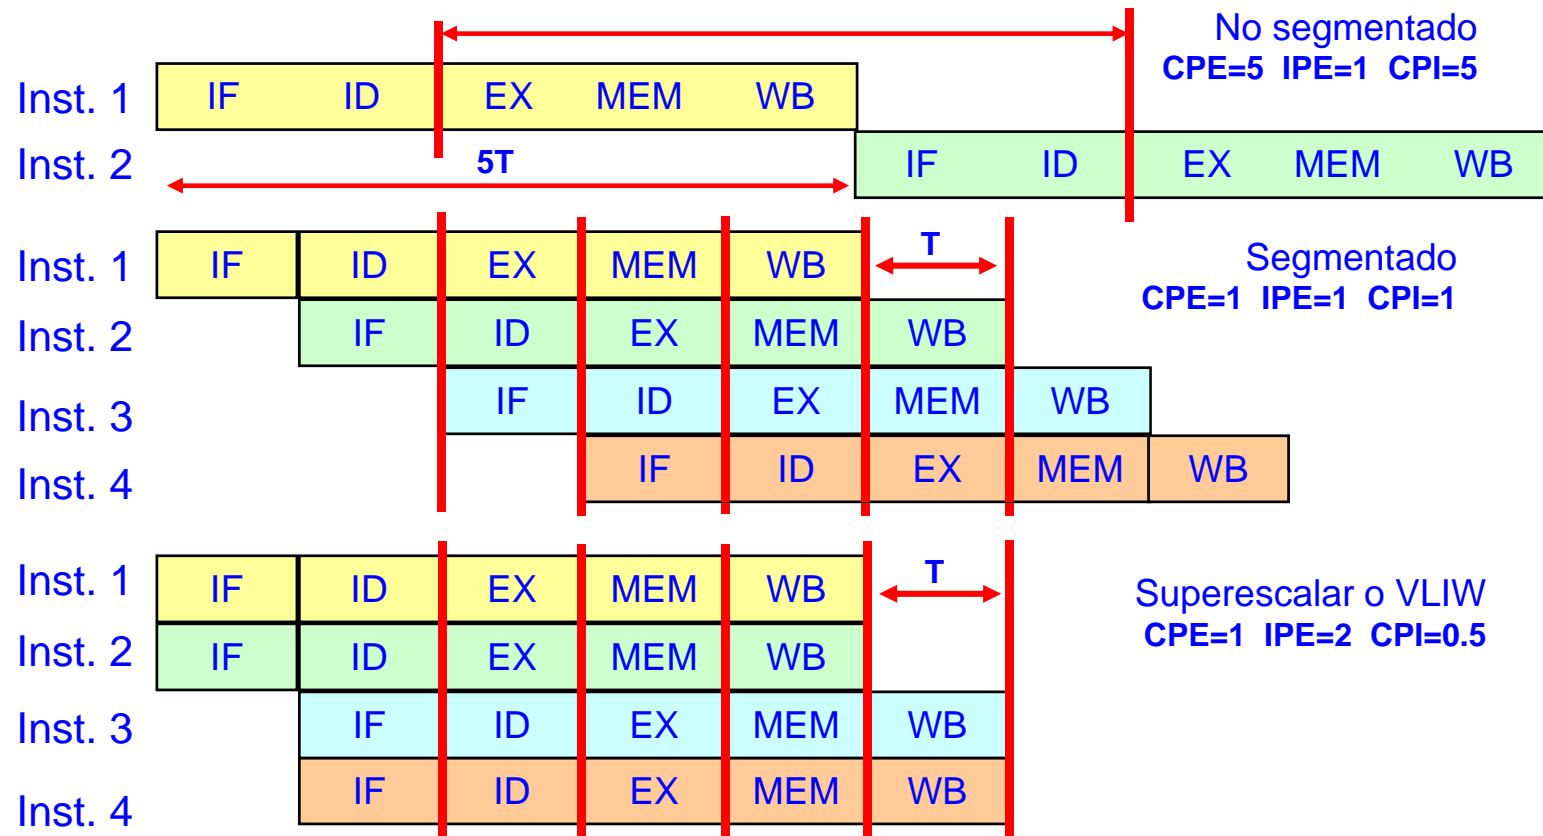 No segmentado
CPE=5 IPE=1 CPI=5
Inst. 1 IF ID EX MEM WB
Inst. 2 IF ID EX MEM WB
5T
Inst. 1 IF ID EX MEM WB
T
Segmentado
CPE=1 IPE=1 CPI=1
Inst. 2 IF ID EX MEM WB
Inst. 3 IF ID EX MEM WB
Inst. 4 IF ID EX MEM WB
Inst. 1 IF ID EX MEM WB
T
Superescalar o VLIW
CPE=1 IPE=2 CPI=0.5
Inst. 2 IF ID EX MEM WB
Inst. 3 IF ID EX MEM WB
Inst. 4 IF ID EX MEM WB